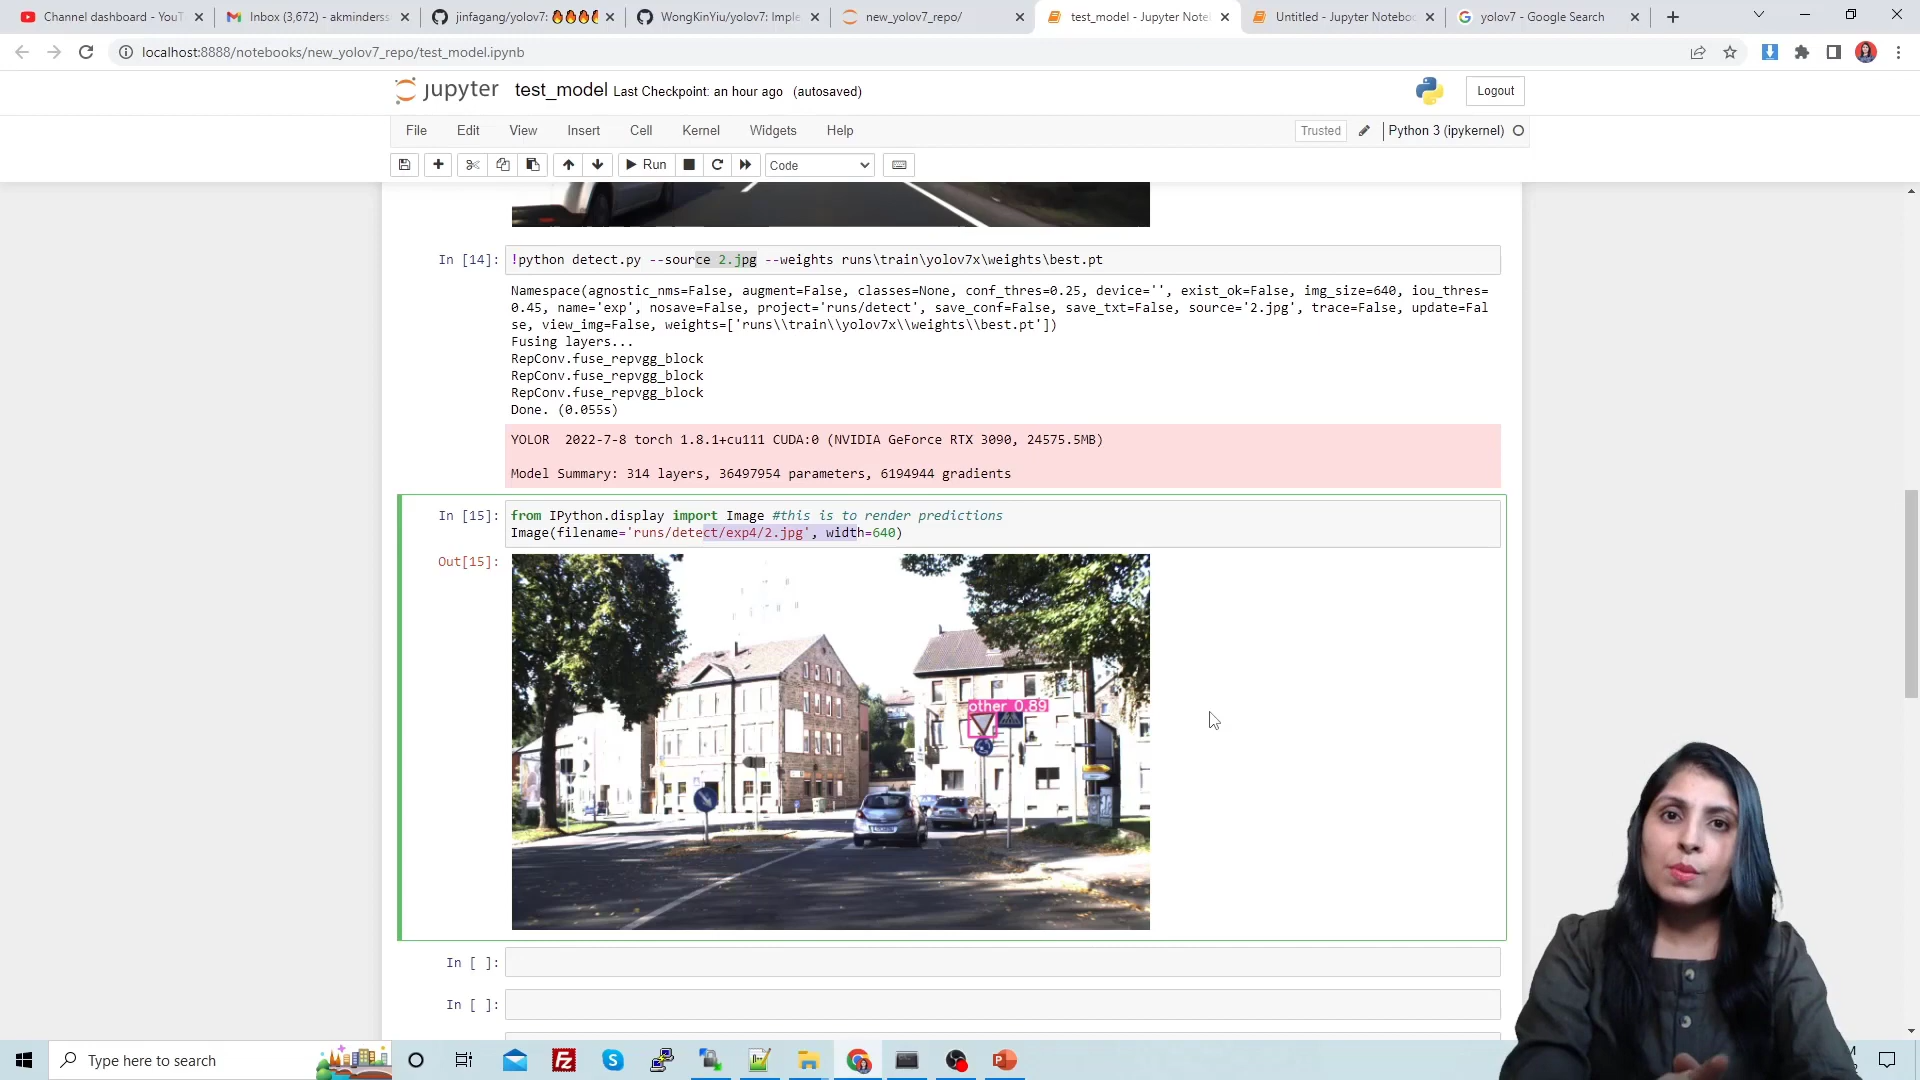 Channel dashboard - YouT
Inbox (3,672) - akminderss
jinfagang/yolov7: 🔥🔥🔥🔥
WongKinYiu/yolov7: Imple
new_yolov7_repo/
test_model - Jupyter Note
Untitled - Jupyter Noteboo
yolov7 - Google Search
localhost:8888/notebooks/new_yolov7_repo/test_model.ipynb
jupyter test_model Last Checkpoint: an hour ago (autosaved)
Logout
File Edit View Insert Cell Kernel Widgets Help
Trusted
Python 3 (ipykernel)
Run
Code
In [14]: !python detect.py --source 2.jpg --weights runs\train\yolov7x\weights\best.pt
Namespace(agnostic_nms=False, augment=False, classes=None, conf_thres=0.25, device='', exist_ok=False, img_size=640, iou_thres=
0.45, name='exp', nosave=False, project='runs/detect', save_conf=False, save_txt=False, source='2.jpg', trace=False, update=Fal
se, view_img=False, weights=['runs\\train\\yolov7x\\weights\\best.pt'])
Fusing layers...
RepConv.fuse_repvgg_block
RepConv.fuse_repvgg_block
RepConv.fuse_repvgg_block
Done. (0.055s)
YOLOR 2022-7-8 torch 1.8.1+cu111 CUDA:0 (NVIDIA GeForce RTX 3090, 24575.5MB)
Model Summary: 314 layers, 36497954 parameters, 6194944 gradients
In [15]: from IPython.display import Image #this is to render predictions
Image(filename='runs/detect/exp4/2.jpg', width=640)
Out[15]:
other 0.89
In [ ]:
In [ ]:
Type here to search